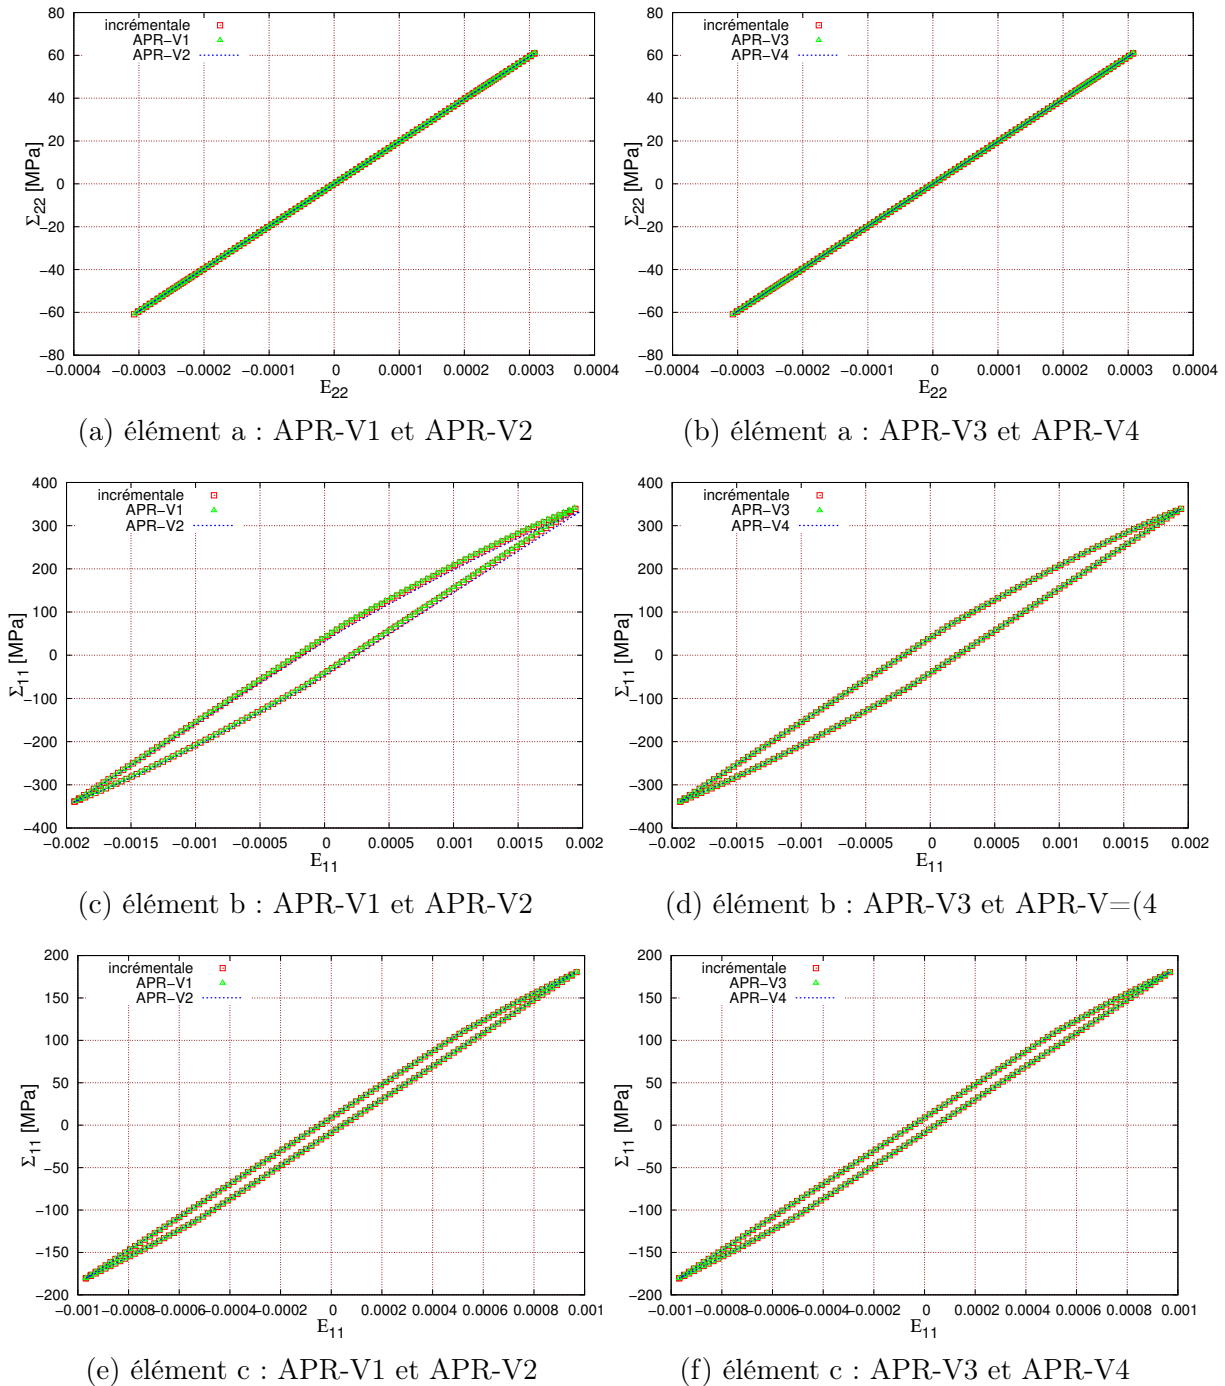 80
60
40
20
0
−20
−40
−60
−80
Σ22 [MPa]
−0.0004 −0.0003 −0.0002 −0.0001 0 0.0001 0.0002 0.0003 0.0004
E22
incrémentale
APR−V1
APR−V2
(a) élément a : APR-V1 et APR-V2
80
60
40
20
0
−20
−40
−60
−80
Σ22 [MPa]
−0.0004 −0.0003 −0.0002 −0.0001 0 0.0001 0.0002 0.0003 0.0004
E22
incrémentale
APR−V3
APR−V4
(b) élément a : APR-V3 et APR-V4
400
300
200
100
0
−100
−200
−300
−400
Σ11 [MPa]
−0.002 −0.0015 −0.001 −0.0005 0 0.0005 0.001 0.0015 0.002
E11
incrémentale
APR−V1
APR−V2
(c) élément b : APR-V1 et APR-V2
400
300
200
100
0
−100
−200
−300
−400
Σ11 [MPa]
−0.002 −0.0015 −0.001 −0.0005 0 0.0005 0.001 0.0015 0.002
E11
incrémentale
APR−V3
APR−V4
(d) élément b : APR-V3 et APR-V=(4
200
150
100
50
0
−50
−100
−150
−200
Σ11 [MPa]
−0.001 −0.0008 −0.0006 −0.0004 −0.0002 0 0.0002 0.0004 0.0006 0.0008 0.001
E11
incrémentale
APR−V1
APR−V2
(e) élément c : APR-V1 et APR-V2
200
150
100
50
0
−50
−100
−150
−200
Σ11 [MPa]
−0.001 −0.0008 −0.0006 −0.0004 −0.0002 0 0.0002 0.0004 0.0006 0.0008 0.001
E11
incrémentale
APR−V3
APR−V4
(f) élément c : APR-V3 et APR-V4